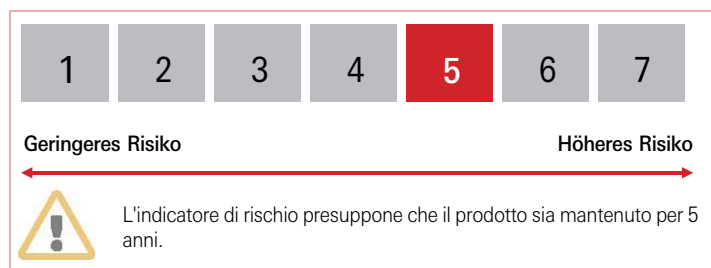 1 2 3 4 5 6 7
Geringeres Risiko Höheres Risiko
L'indicatore di rischio presuppone che il prodotto sia mantenuto per 5
anni.